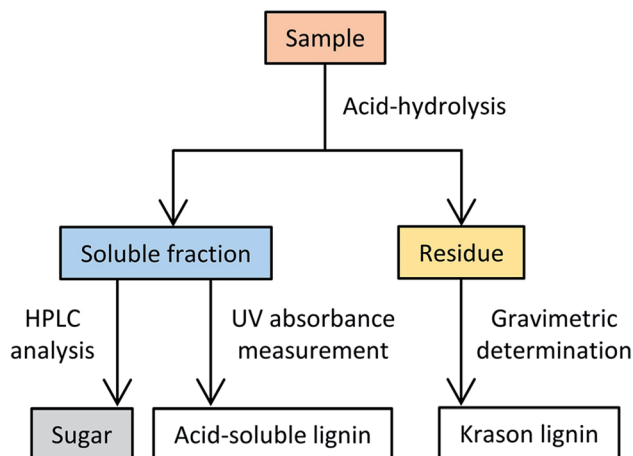 Sample
Acid-hydrolysis
Soluble fraction
Residue
HPLC
analysis
UV absorbance
measurement
Gravimetric
determination
Sugar
Acid-soluble lignin
Krason lignin